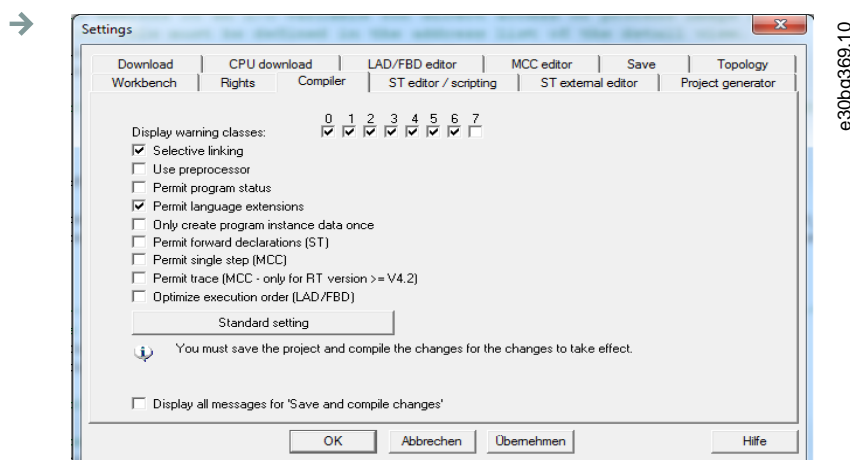 Settings
Download CPU download LAD/FBD editor MCC editor Save Topology
Workbench Rights Compiler ST editor / scripting ST external editor Project generator
0 1 2 3 4 5 6 7
Display warning classes:
Selective linking
Use preprocessor
Permit program status
Permit language extensions
Only create program instance data once
Permit forward declarations (ST)
Permit single step (MCC)
Permit trace (MCC - only for RT version >= V4.2)
Optimize execution order (LAD/FBD)
Standard setting
You must save the project and compile the changes for the changes to take effect.
Display all messages for 'Save and compile changes'
OK Abbrechen Übernehmen Hilfe
e30bg369.10